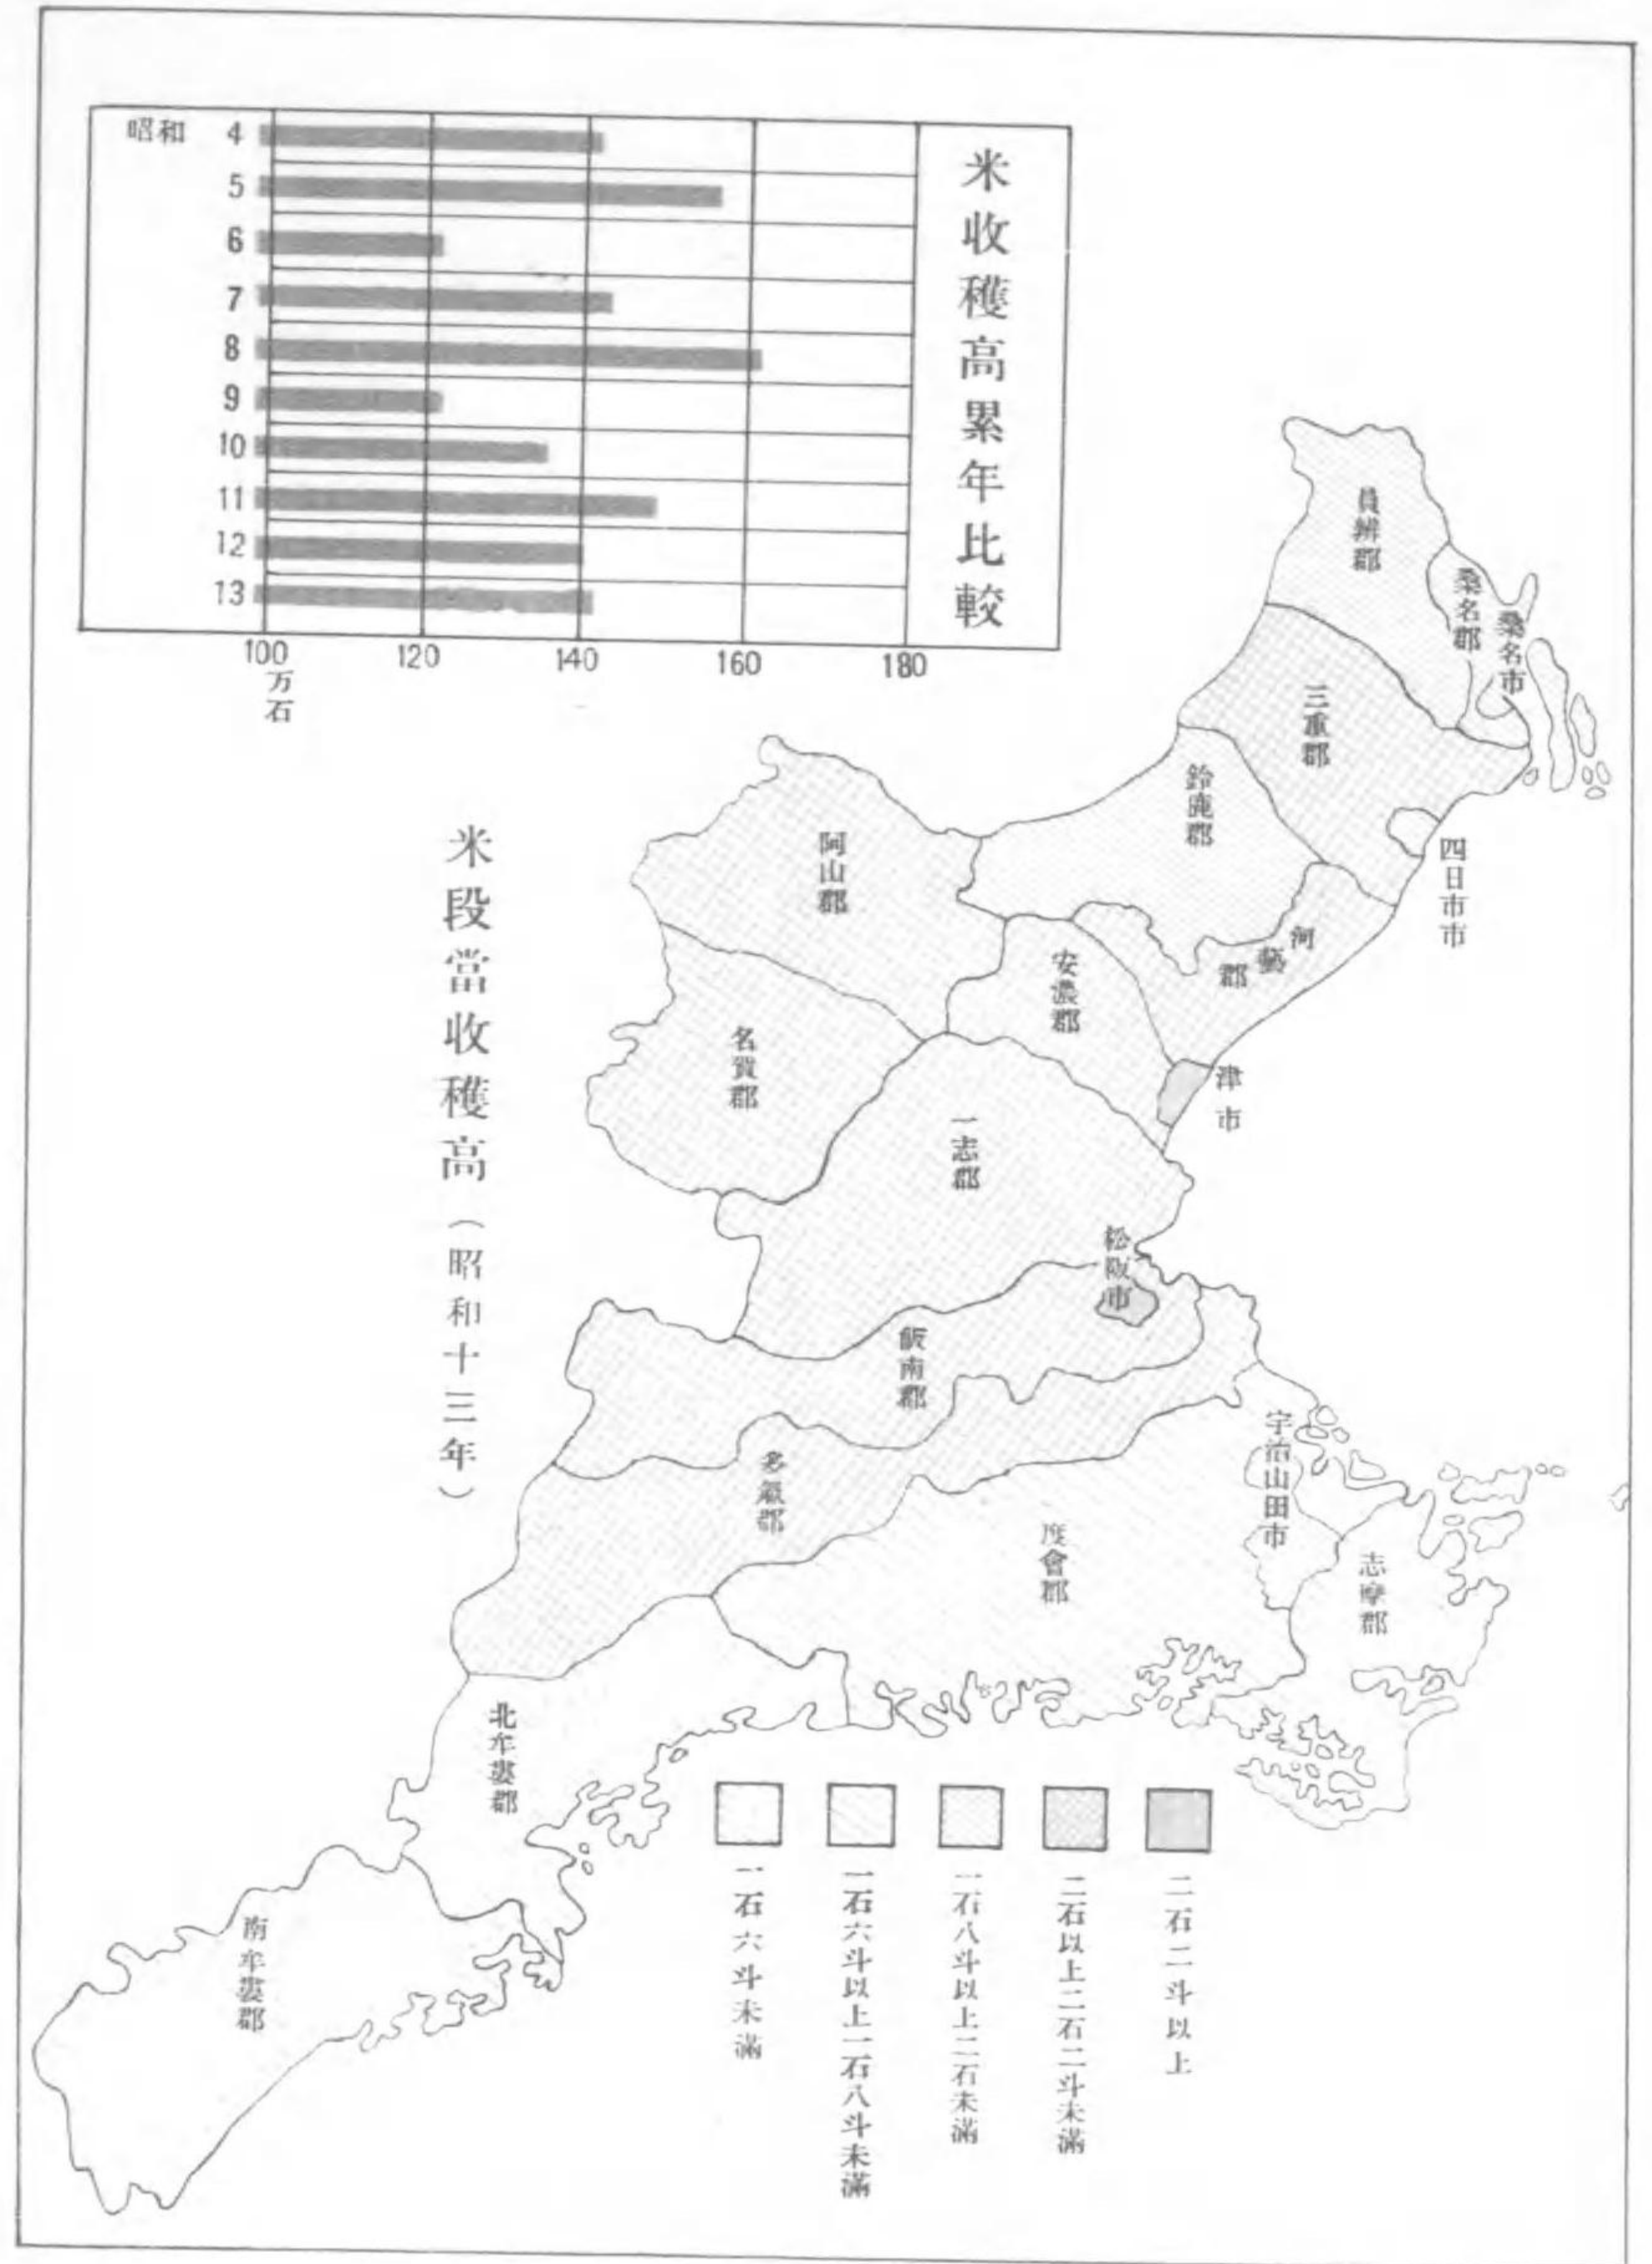 米收穫高累年比較
昭和 4
5
6
7
8
9
10
11
12
13
100
120
140
160
180
万石
米段當收穫高(昭和十三年)
員辨郡
桑名郡
桑名市
三重郡
四日市市
鈴鹿郡
河藝郡
阿山郡
安濃郡
津市
名賀郡
一志郡
松阪市
飯南郡
多氣郡
宇治山田市
度會郡
志摩郡
北牟婁郡
南牟婁郡
二石二斗以上
二石以上二石二斗未滿
一石八斗以上二石未滿
一石六斗以上一石八斗未滿
一石六斗未滿